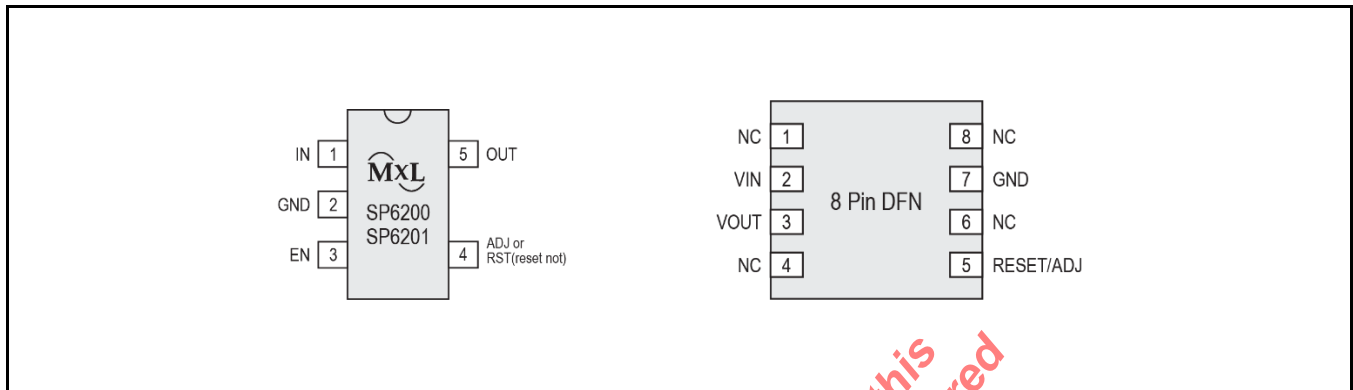 IN 1
GND 2
EN 3
MxL
SP6200
SP6201
5 OUT
4 ADJ or
RST(reset not)
NC 1
VIN 2
VOUT 3
NC 4
8 Pin DFN
8 NC
7 GND
6 NC
5 RESET/ADJ
this
red